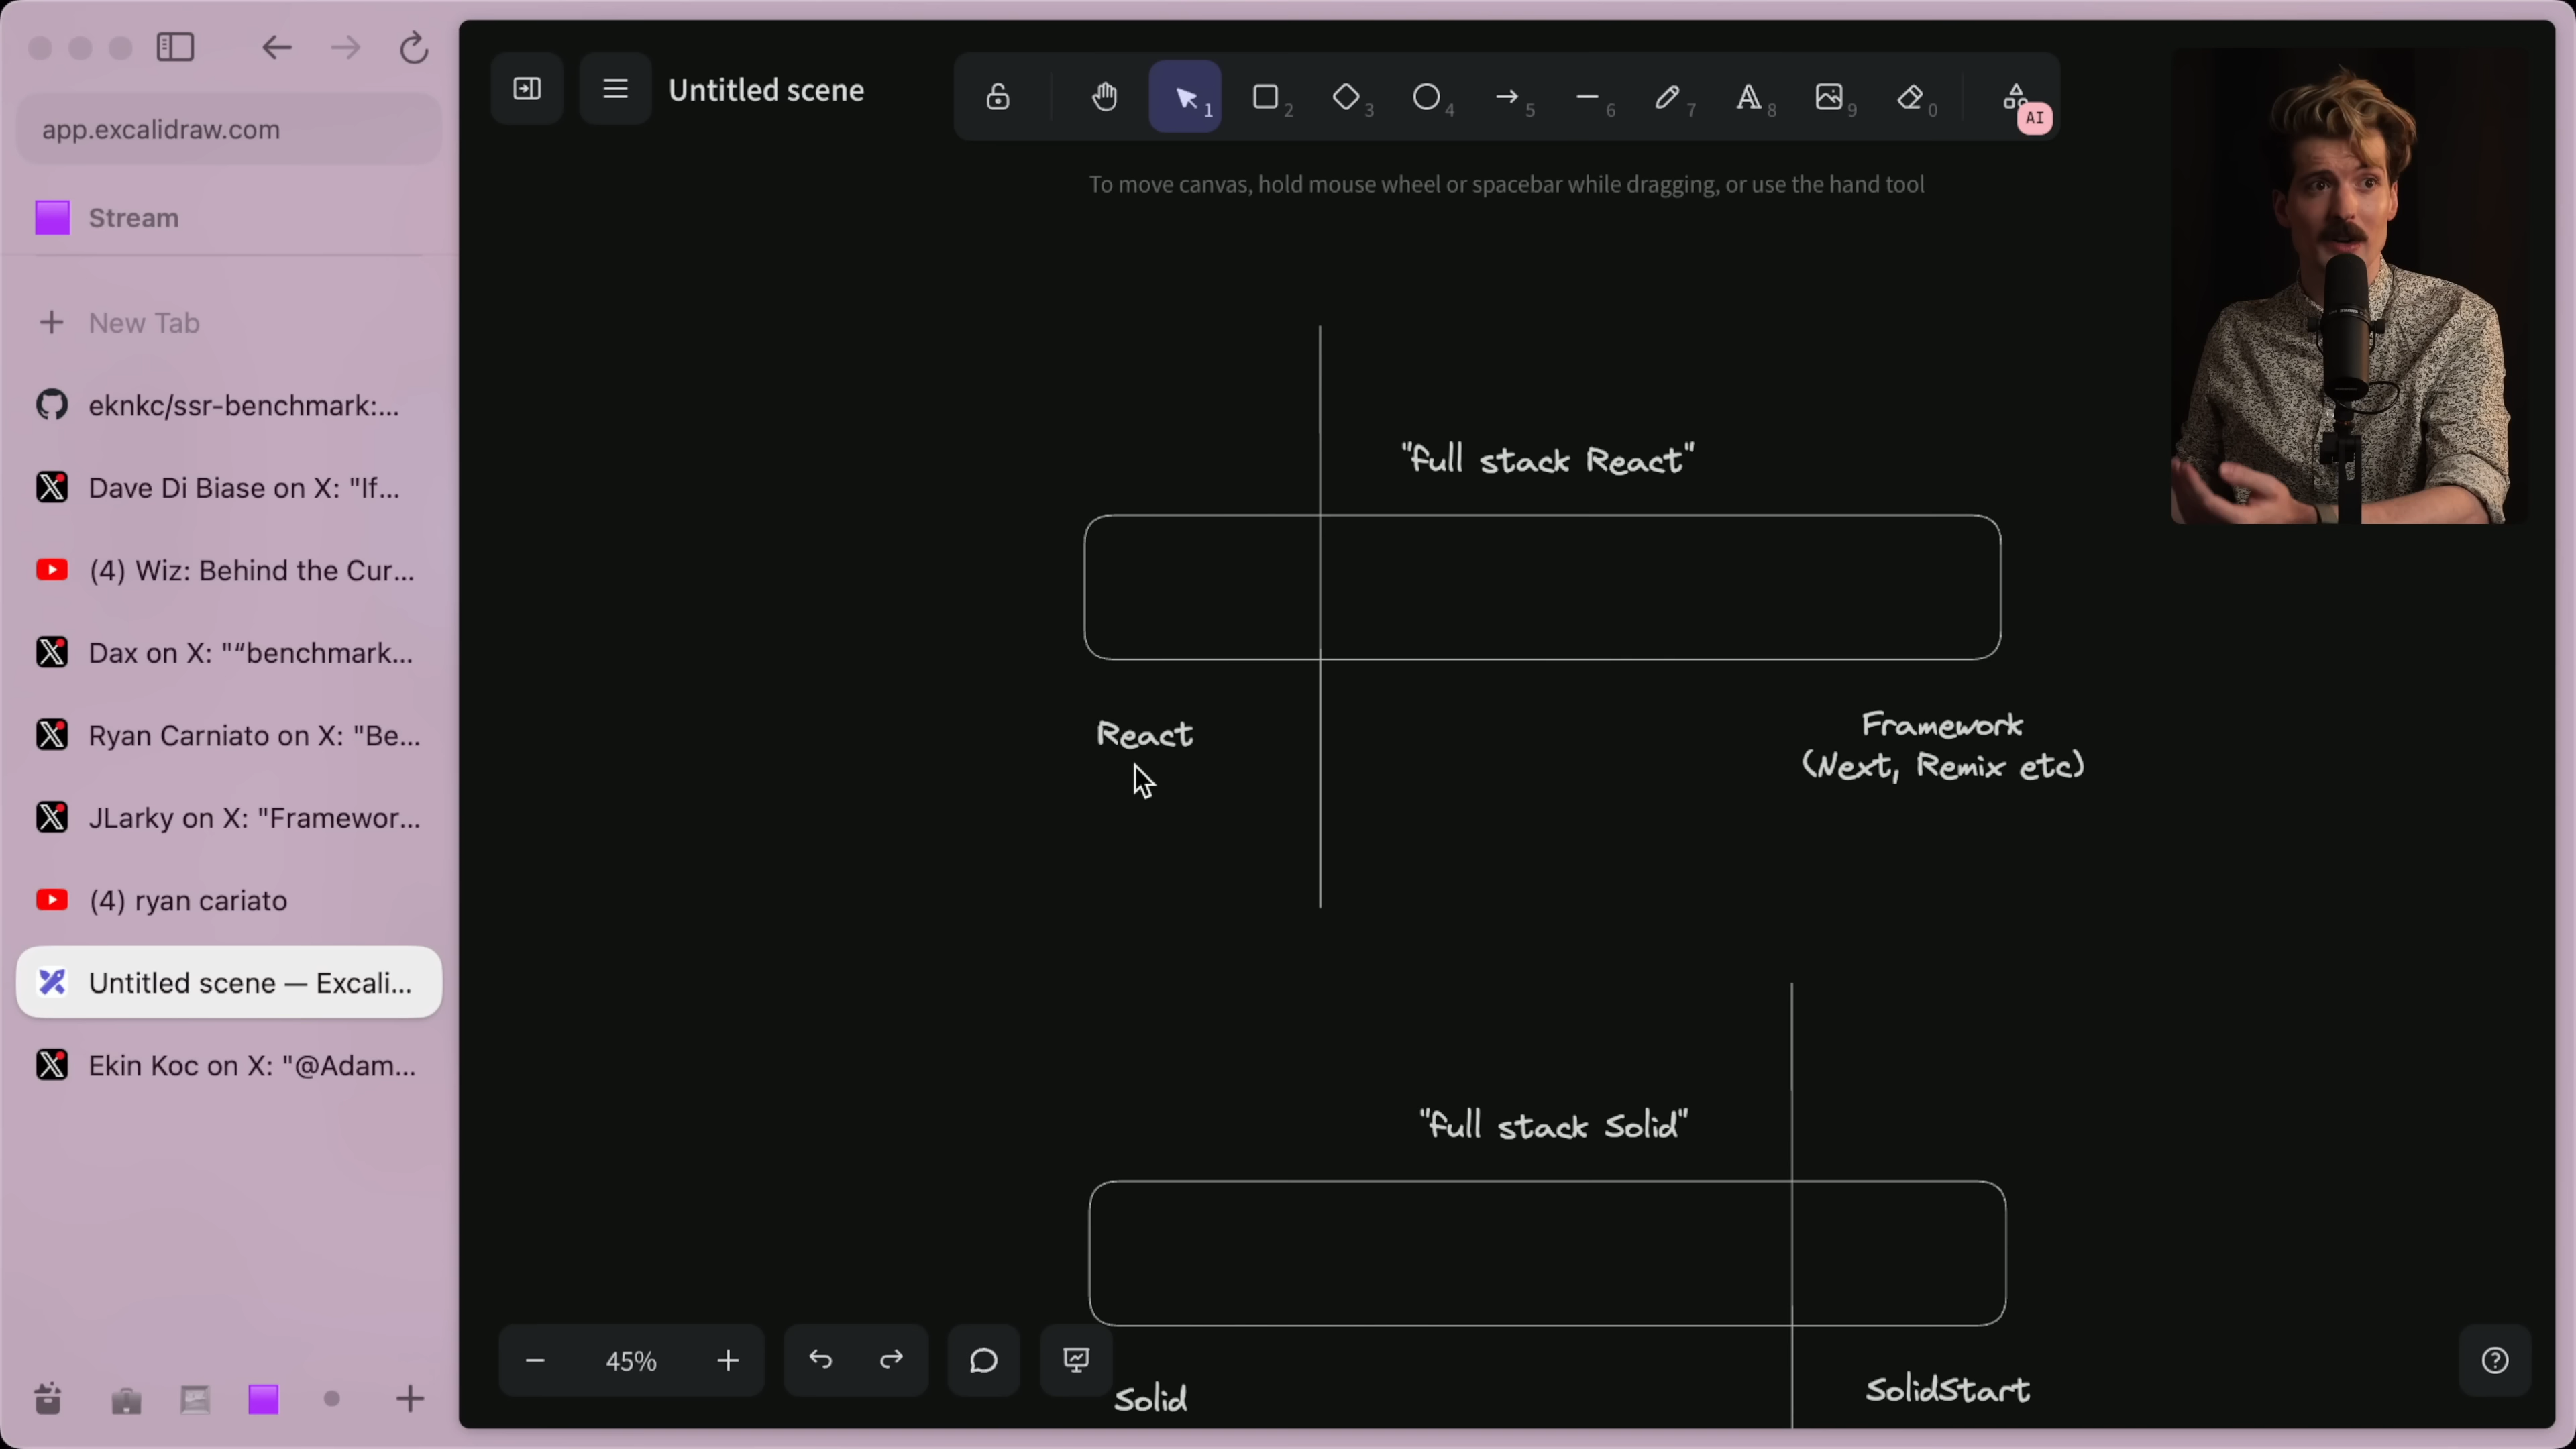 app.excalidraw.com
Stream
New Tab
eknkc/ssr-benchmark:...
Dave Di Biase on X: "If...
(4) Wiz: Behind the Cur...
Dax on X: "“benchmark...
Ryan Carniato on X: "Be...
JLarky on X: "Framewor...
(4) ryan cariato
Untitled scene — Excali...
Ekin Koc on X: "@Adam...
Untitled scene
1 2 3 4 5 6 7 8 9 0
AI
To move canvas, hold mouse wheel or spacebar while dragging, or use the hand tool
"full stack React"
React
Framework
(Next, Remix etc)
"full stack Solid"
Solid
SolidStart
45%